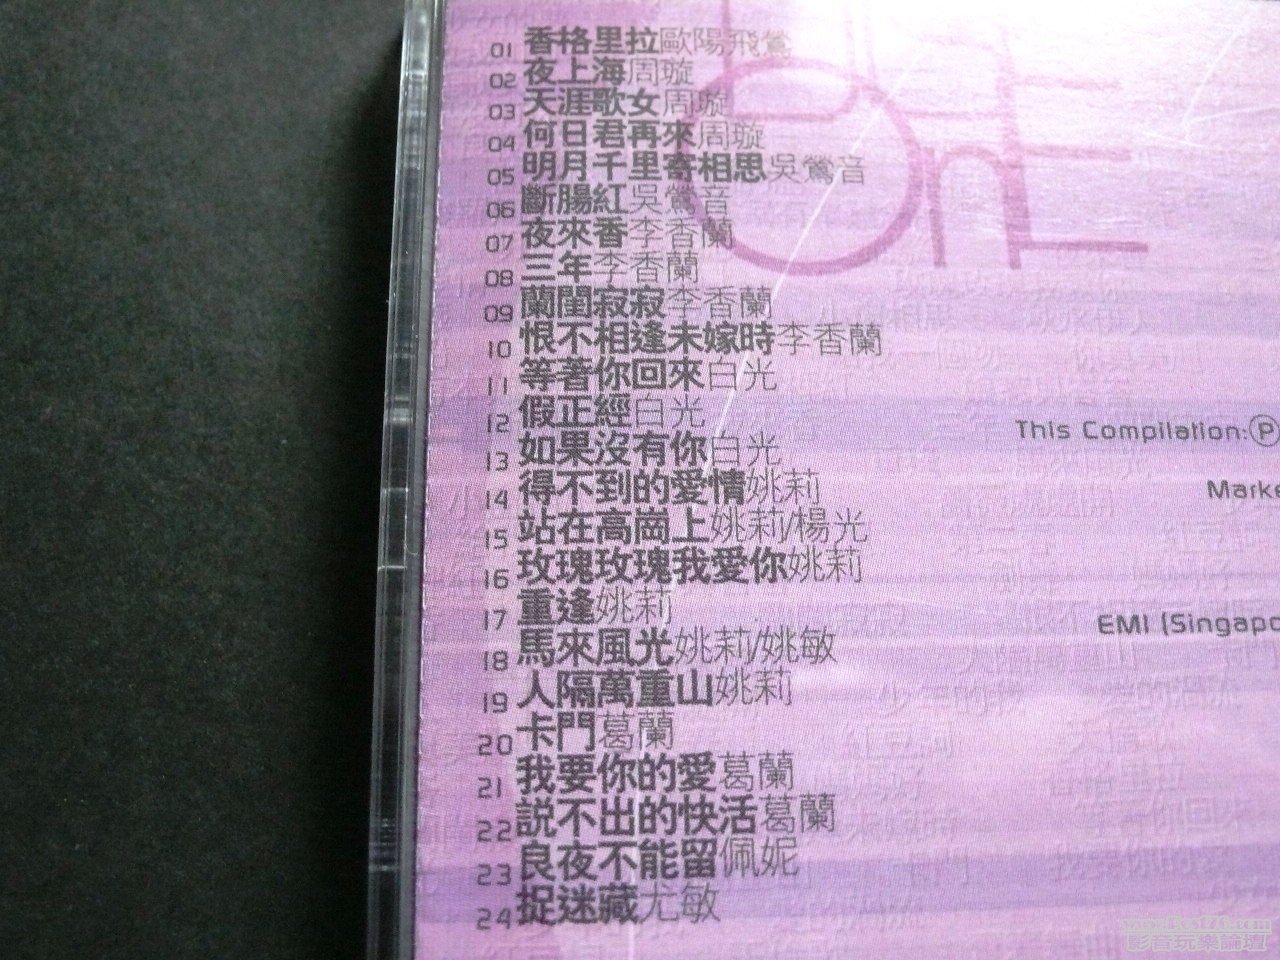 01 香格里拉歐陽飛鶯
02 夜上海周璇
03 天涯歌女周璇
04 何日君再來周璇
05 明月千里寄相思吳鶯音
06 斷腸紅吳鶯音
07 夜來香李香蘭
08 三年李香蘭
09 蘭閨寂寂李香蘭
10 恨不相逢未嫁時李香蘭
11 等著你回來白光
12 假正經白光
13 如果沒有你白光
14 得不到的愛情姚莉
15 站在高崗上姚莉/楊光
16 玫瑰玫瑰我愛你姚莉
17 重逢姚莉
18 馬來風光姚莉/姚敏
19 人隔萬重山姚莉
20 卡門葛蘭
21 我要你的愛葛蘭
22 説不出的快活葛蘭
23 良夜不能留佩妮
24 捉迷藏尤敏
This Compilation:Ⓟ
Marke
EMI (Singapo
影音玩樂論壇